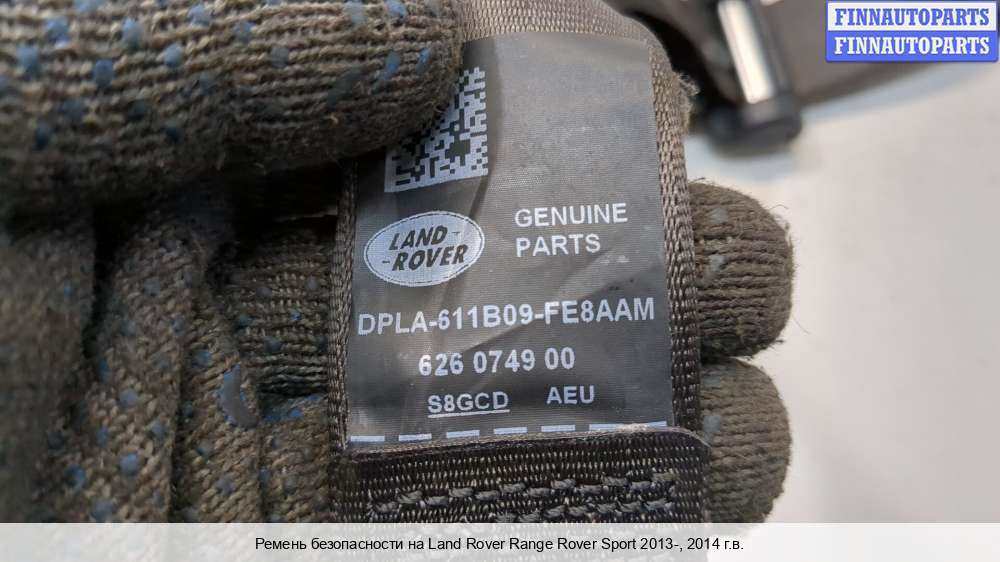 FINNAUTOPARTS
FINNAUTOPARTS
LAND-
-ROVER
GENUINE
PARTS
DPLA-611B09-FE8AAM
626 0749 00
S8GCD AEU
Ремень безопасности на Land Rover Range Rover Sport 2013-, 2014 г.в.